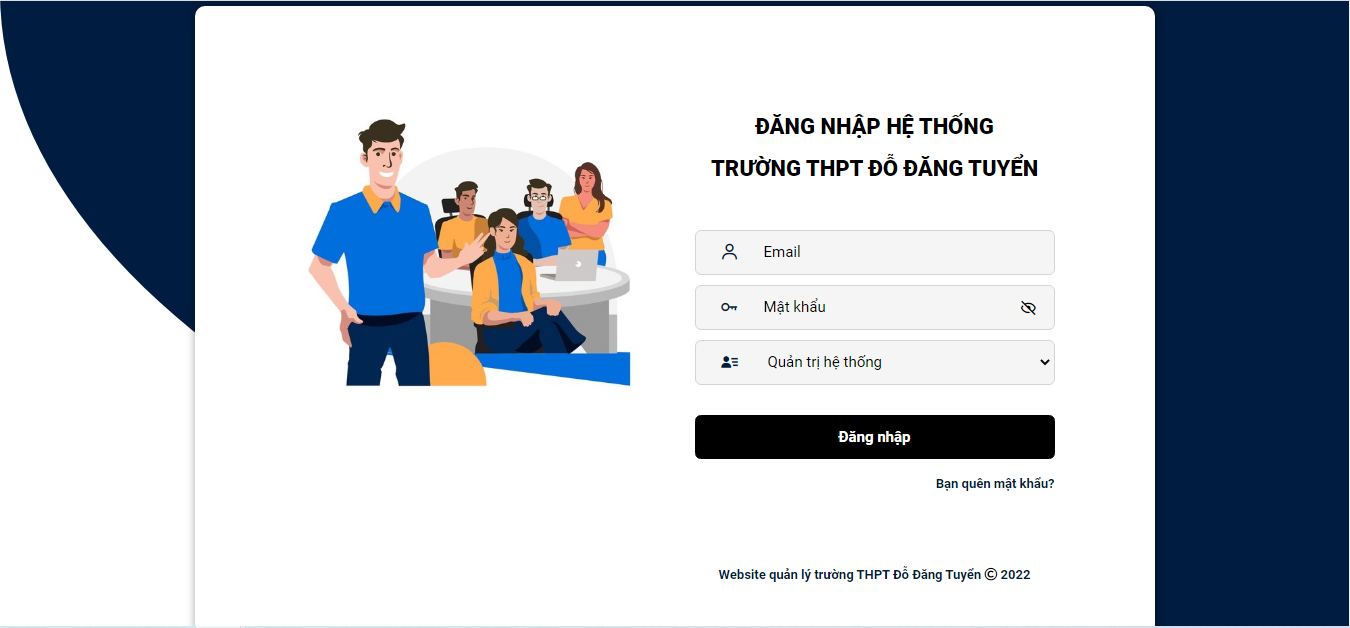 ĐĂNG NHẬP HỆ THỐNG
TRƯỜNG THPT ĐỖ ĐĂNG TUYỂN
Email
Mật khẩu
Quản trị hệ thống
Đăng nhập
Bạn quên mật khẩu?
Website quản lý trường THPT Đỗ Đăng Tuyển © 2022